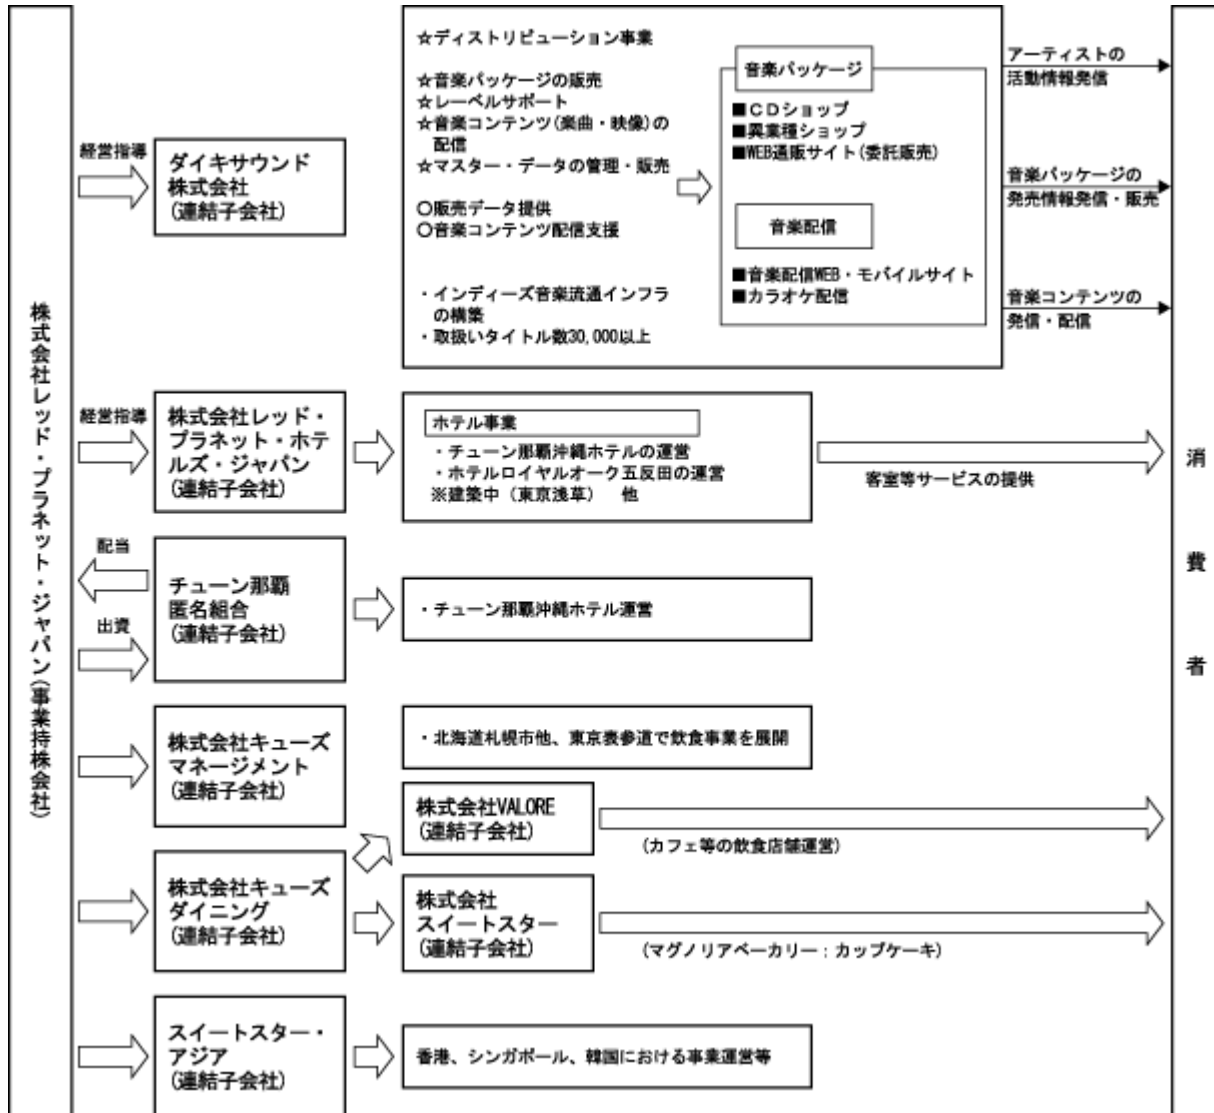 株式会社レッド・プラネット・ジャパン(事業持株会社)
経営指導
ダイキサウンド
株式会社
(連結子会社)
☆ディストリビューション事業
☆音楽パッケージの販売
☆レーベルサポート
☆音楽コンテンツ(楽曲・映像)の
配信
☆マスター・データの管理・販売
○販売データ提供
○音楽コンテンツ配信支援
・インディーズ音楽流通インフラ
の構築
・取扱いタイトル数30,000以上
音楽パッケージ
■ＣＤショップ
■異業種ショップ
■WEB通販サイト(委託販売)
音楽配信
■音楽配信WEB・モバイルサイト
■カラオケ配信
アーティストの
活動情報発信
音楽パッケージの
発売情報発信・販売
音楽コンテンツの
発信・配信
経営指導
株式会社レッド・
プラネット・ホテ
ルズ・ジャパン
(連結子会社)
ホテル事業
・チューン那覇沖縄ホテルの運営
・ホテルロイヤルオーク五反田の運営
※建築中（東京浅草）　他
客室等サービスの提供
配当
出資
チューン那覇
匿名組合
(連結子会社)
・チューン那覇沖縄ホテル運営
株式会社キューズ
マネージメント
(連結子会社)
・北海道札幌市他、東京表参道で飲食事業を展開
株式会社VALORE
(連結子会社)
(カフェ等の飲食店舗運営)
株式会社キューズ
ダイニング
(連結子会社)
株式会社
スイートスター
(連結子会社)
(マグノリアベーカリー：カップケーキ)
スイートスター・
アジア
(連結子会社)
香港、シンガポール、韓国における事業運営等
消費者